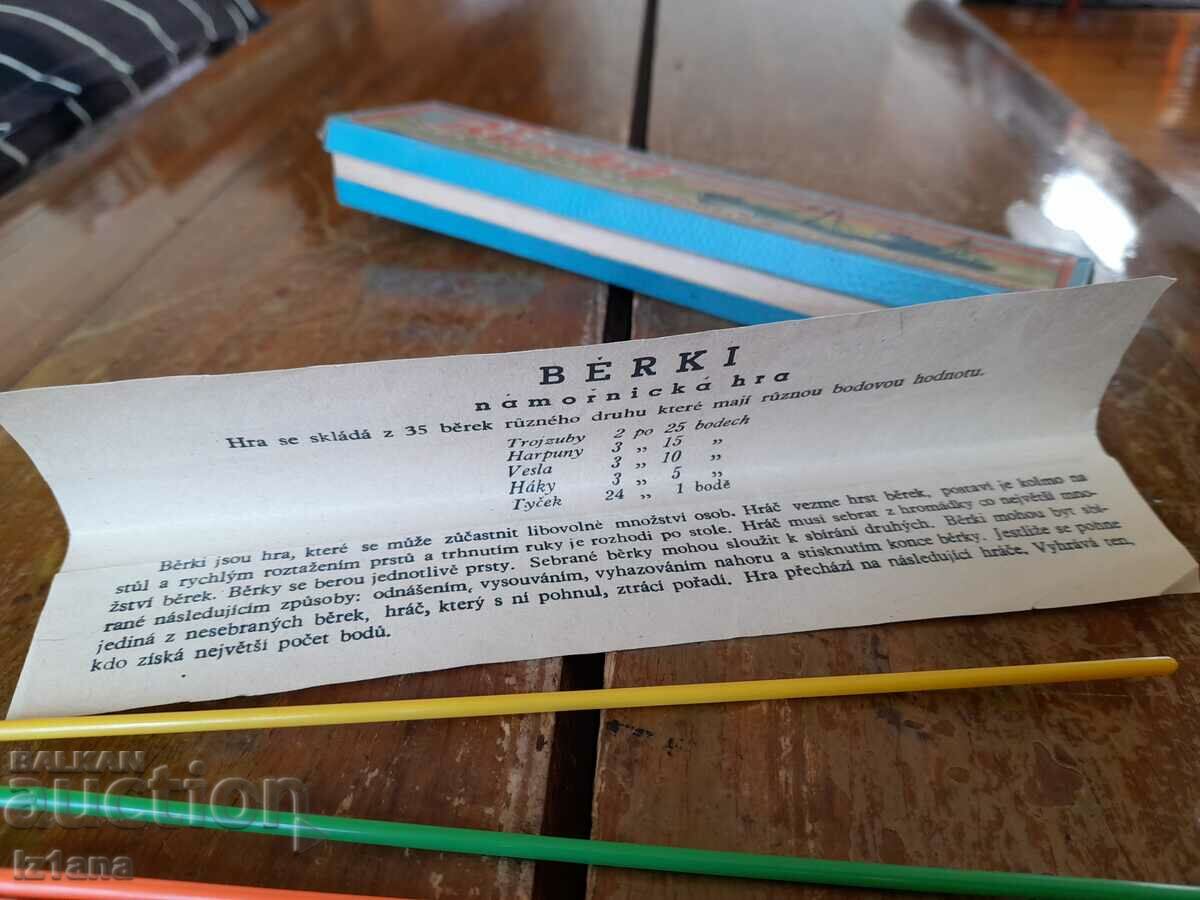 BĚRKI
námořnická hra
Hra se skládá z 35 běrek různého druhu které mají různou bodovou hodnotu.
Trojzuby 2 po 25 bodech
Harpuny 3 „ 15 „
Vesla 3 „ 10 „
Háky 3 „ 5 „
Tyček 24 „ 1 bodě
Běrki jsou hra, které se může zúčastnit libovolné množství osob. Hráč vezme hrst běrek, postaví je kolmo na
stůl a rychlým roztažením prstů a trhnutím ruky je rozhodi po stole. Hráč musí sebrat z hromádky co největší mno-
žství běrek. Běrky se berou jednotlivě prsty. Sebrané běrky mohou sloužit k sbírání druhých. Běrki mohou byt sbí-
rané následujícím způsoby: odnášením, vysouváním, vyhazováním nahoru a stisknutím konce běrky. Jestliže se pohne
jediná z nesebraných běrek, hráč, který s ní pohnul, ztrácí pořadí. Hra přechází na následující hráče, Vyhrává ten,
kdo získá největší počet bodů.
BALKAN
auction
Iz1ana